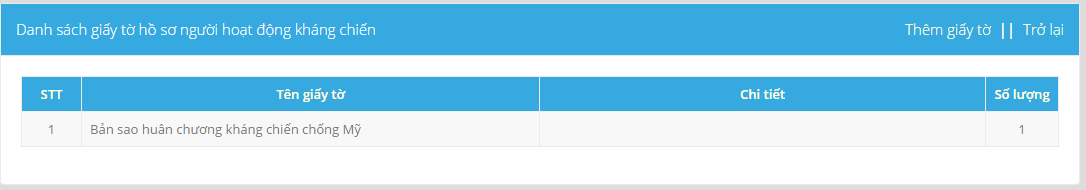 Danh sách giấy tờ hồ sơ người hoạt động kháng chiến Thêm giấy tờ || Trở lại
STT Tên giấy tờ Chi tiết Số lượng
1 Bản sao huân chương kháng chiến chống Mỹ 1